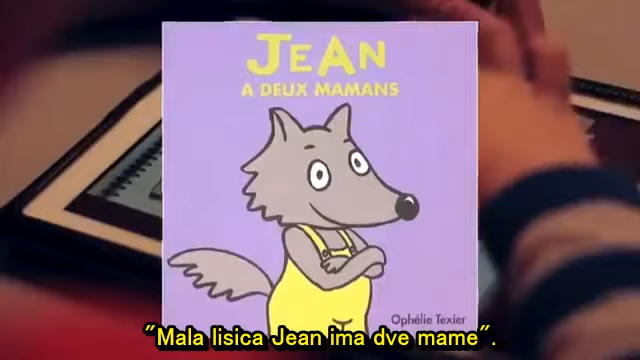 JEAN
A DEUX MAMANS
Ophélie Texier
"Mala lisica Jean ima dve mame".